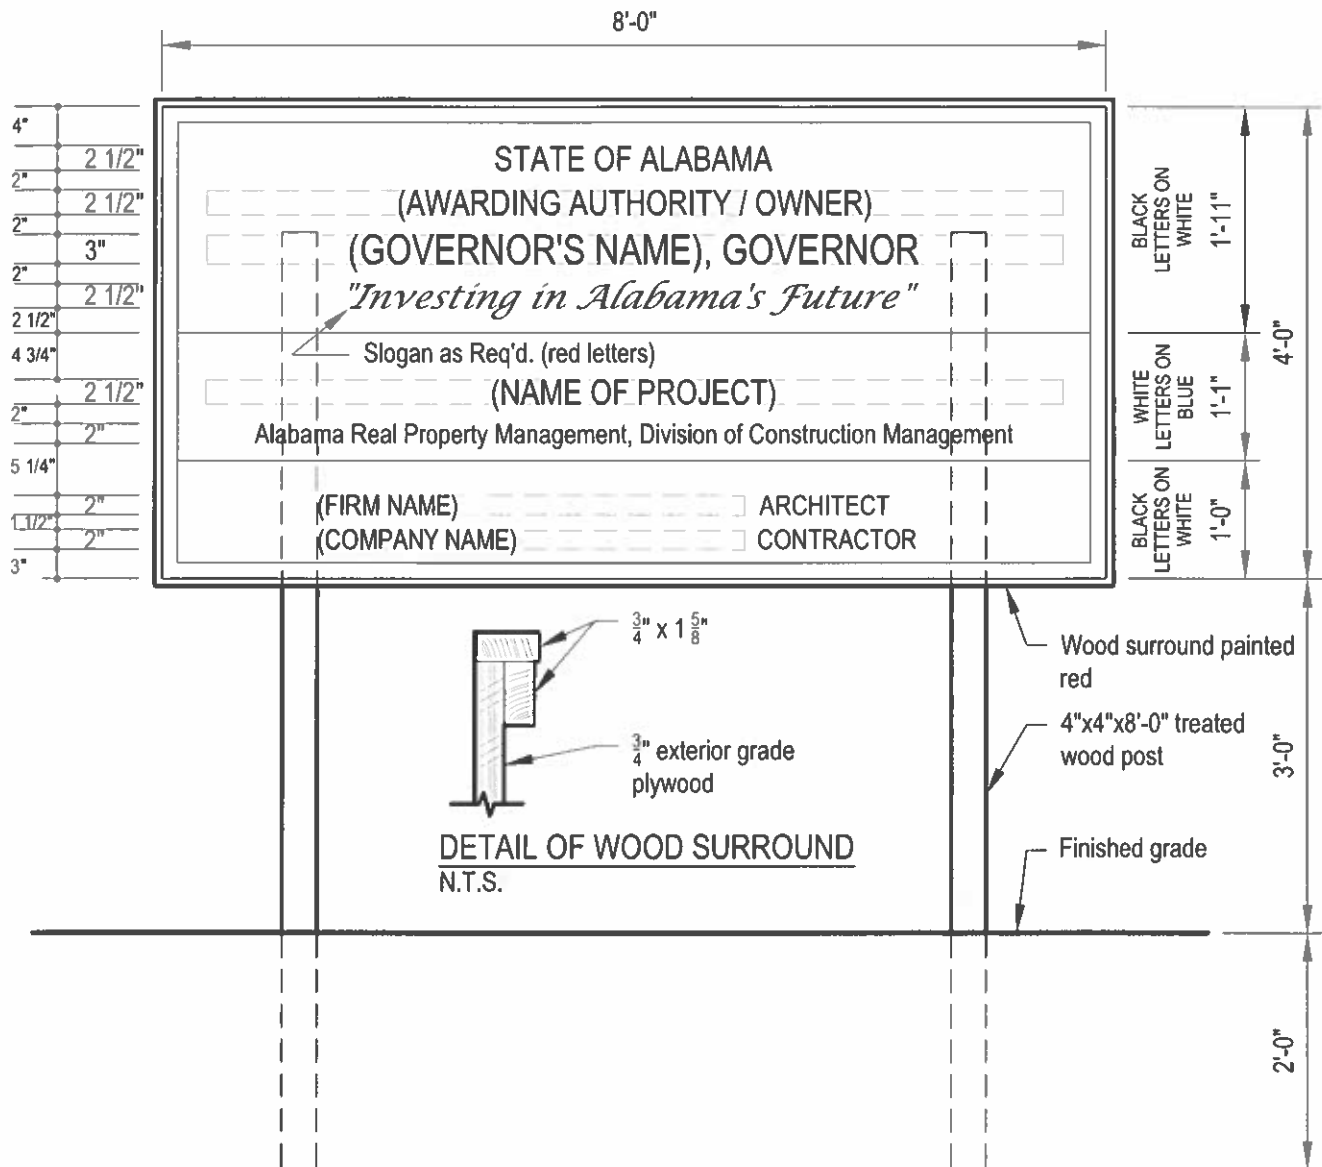 8'-0"
4"
2 1/2"
2"
2 1/2"
2"
3"
2"
2 1/2"
2 1/2"
4 3/4"
2 1/2"
2"
2"
5 1/4"
2"
1 1/2"
2"
3"
STATE OF ALABAMA
(AWARDING AUTHORITY / OWNER)
(GOVERNOR'S NAME), GOVERNOR
"Investing in Alabama's Future"
Slogan as Req'd. (red letters)
(NAME OF PROJECT)
Alabama Real Property Management, Division of Construction Management
(FIRM NAME) ARCHITECT
(COMPANY NAME) CONTRACTOR
BLACK
LETTERS ON
WHITE
1'-11"
WHITE
LETTERS ON
BLUE
1'-1"
BLACK
LETTERS ON
WHITE
1'-0"
4'-0"
3/4" x 1 5/8"
3/4" exterior grade
plywood
DETAIL OF WOOD SURROUND
N.T.S.
Wood surround painted
red
4"x4"x8'-0" treated
wood post
Finished grade
3'-0"
2'-0"